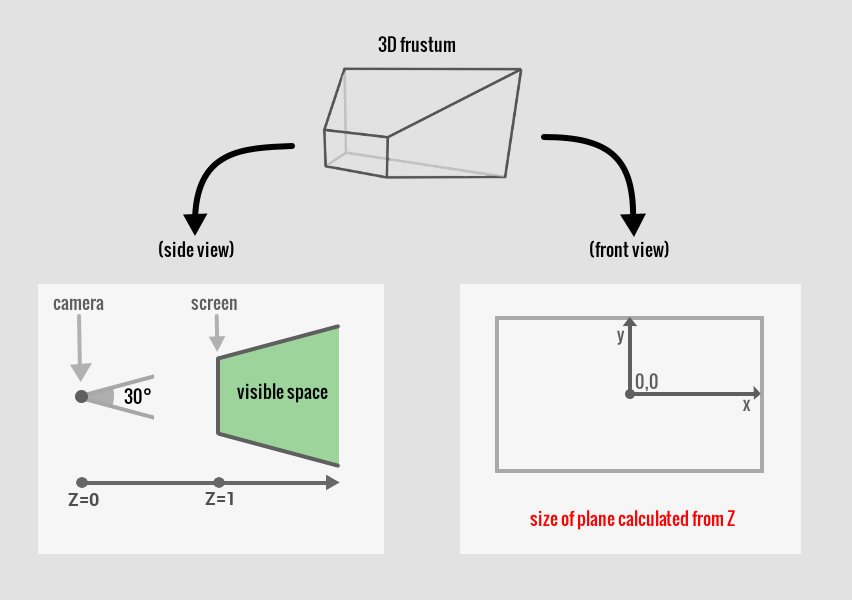 3D frustum
(side view)
(front view)
camera
screen
30°
visible space
Z=0
Z=1
y
0,0
x
size of plane calculated from Z